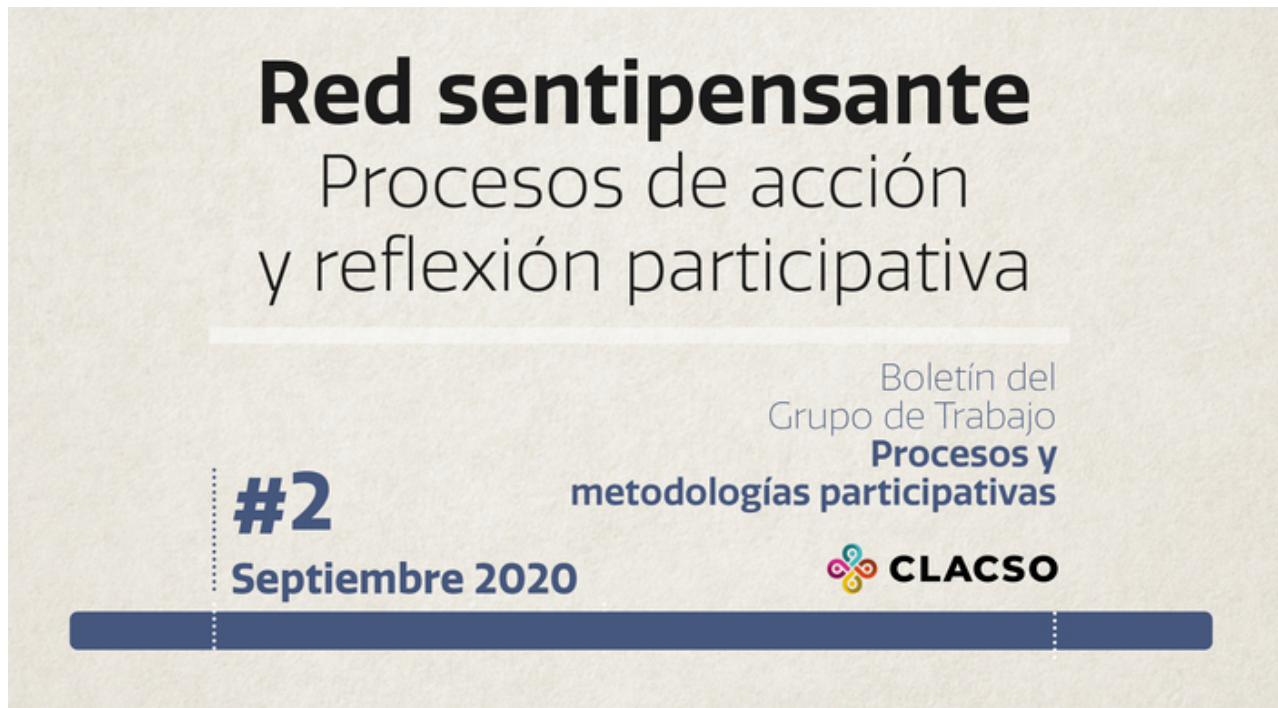 Red sentipensante
Procesos de acción
y reflexión participativa
Boletín del
Grupo de Trabajo
Procesos y
metodologías participativas
#2
Septiembre 2020
CLACSO